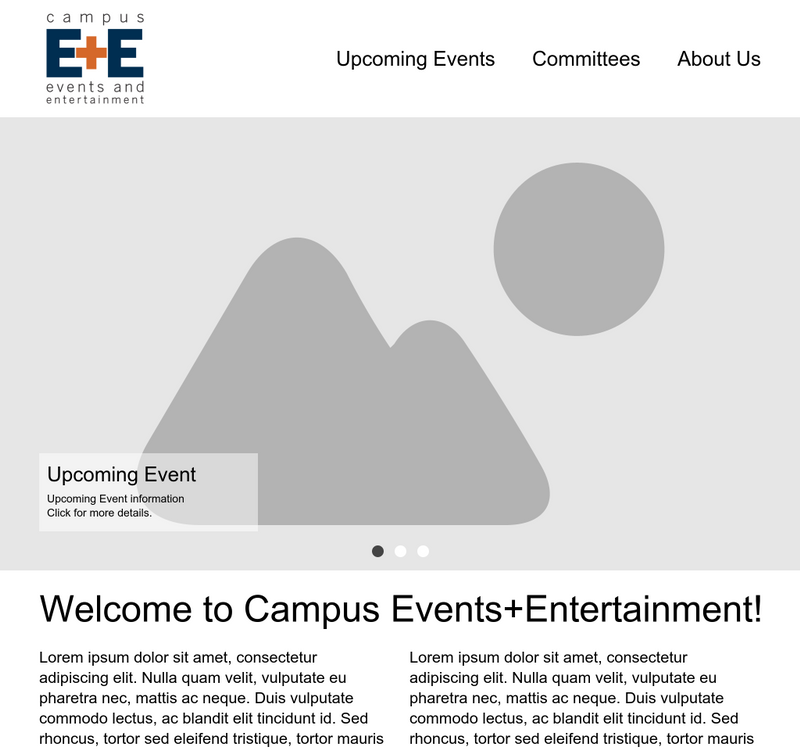 campus
E+E
events and
entertainment
Upcoming Events
Committees
About Us
Upcoming Event
Upcoming Event information
Click for more details.
Welcome to Campus Events+Entertainment!
Lorem ipsum dolor sit amet, consectetur
adipiscing elit. Nulla quam velit, vulputate eu
pharetra nec, mattis ac neque. Duis vulputate
commodo lectus, ac blandit elit tincidunt id. Sed
rhoncus, tortor sed eleifend tristique, tortor mauris
Lorem ipsum dolor sit amet, consectetur
adipiscing elit. Nulla quam velit, vulputate eu
pharetra nec, mattis ac neque. Duis vulputate
commodo lectus, ac blandit elit tincidunt id. Sed
rhoncus, tortor sed eleifend tristique, tortor mauris